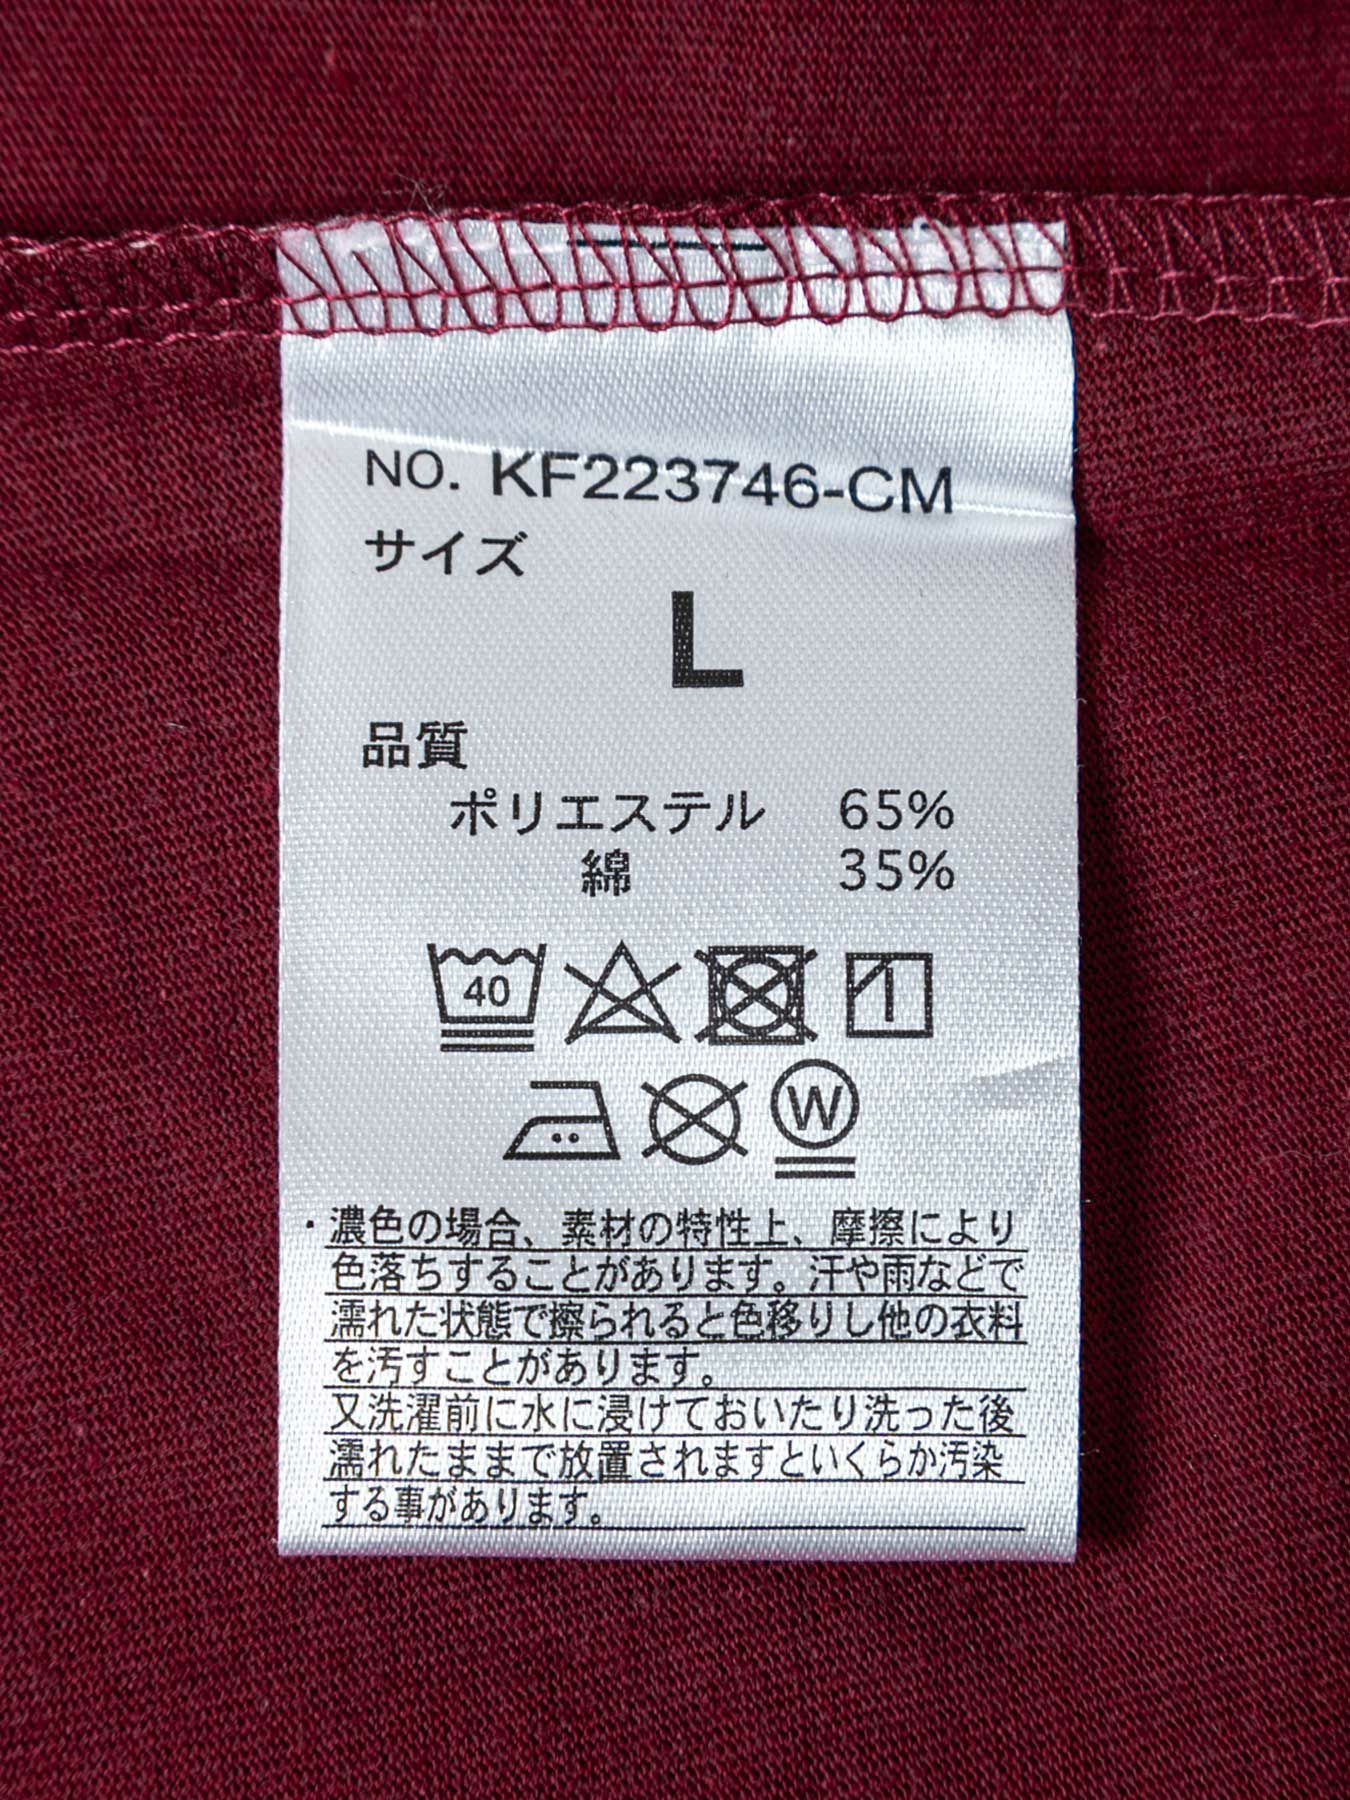 NO. KF223746-CM
サイズ
L
品質
ポリエステル 65%
綿 35%
40
W
・濃色の場合、素材の特性上、摩擦により
色落ちすることがあります。汗や雨などで
濡れた状態で擦られると色移りし他の衣料
を汚すことがあります。
又洗濯前に水に浸けておいたり洗った後
濡れたままで放置されますといくらか汚染
する事があります。